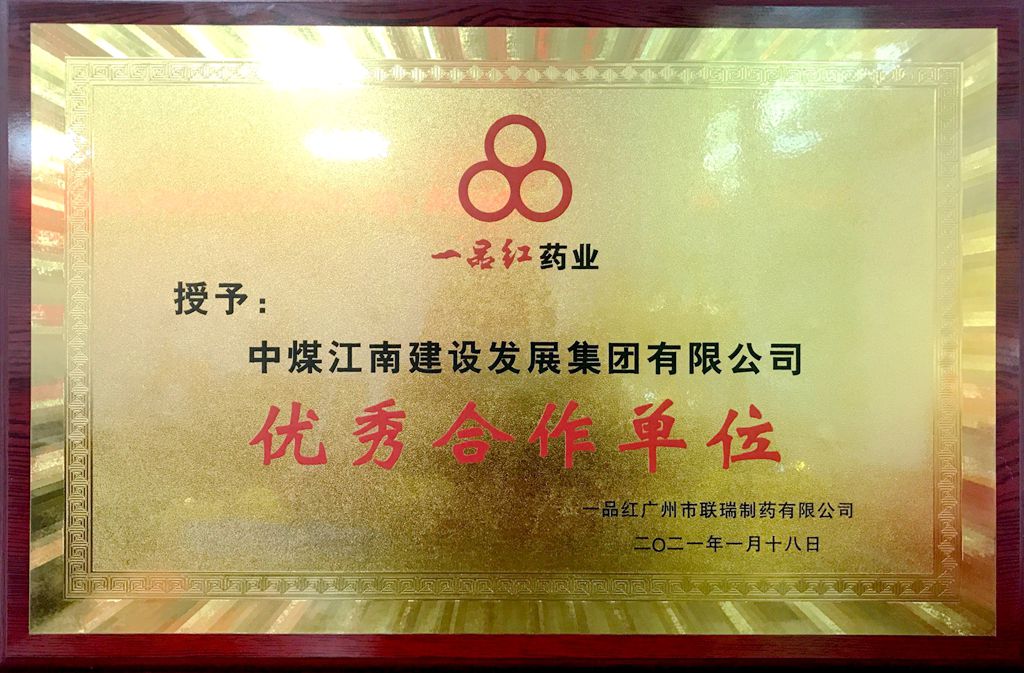 一品红药业
授予：
中煤江南建设发展集团有限公司
优秀合作单位
一品红广州市联瑞制药有限公司
二〇二一年一月十八日